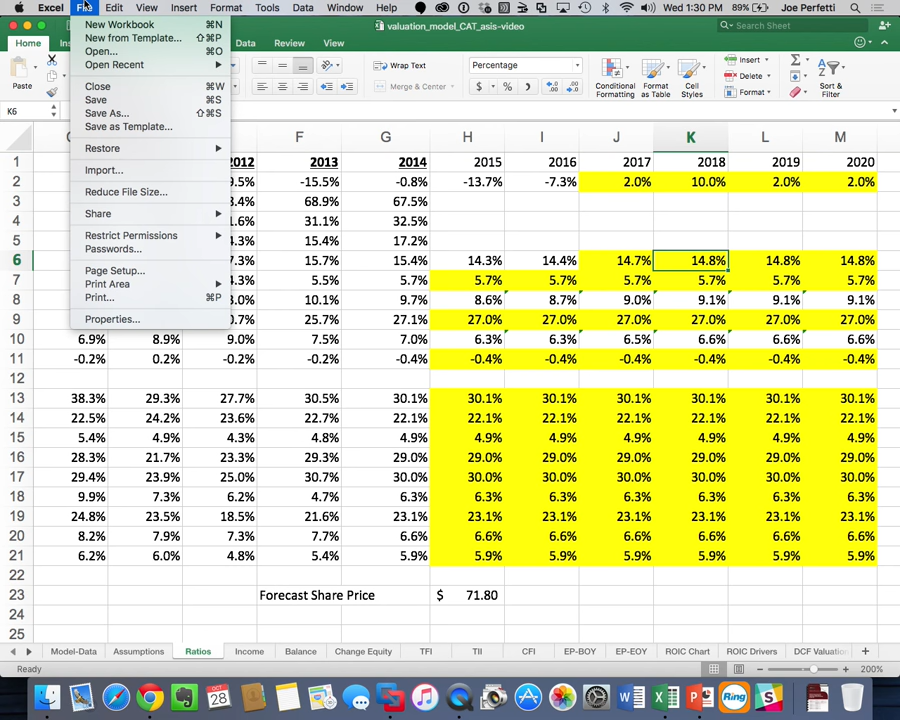 Excel File Edit View Insert Format Tools Data Window Help Wed 1:30 PM 89% Joe Perfetti
valuation_model_CAT_asis-video Search Sheet
Home Data Review View
New Workbook ⌘N
New from Template... ⇧⌘P
Open... ⌘O
Open Recent
Close ⌘W
Save ⌘S
Save As... ⇧⌘S
Save as Template...
Restore
Import...
Reduce File Size...
Share
Restrict Permissions
Passwords...
Page Setup...
Print Area
Print... ⌘P
Properties...
Paste Wrap Text Merge & Center Percentage $ % Conditional Formatting Format as Table Cell Styles Insert Delete Format Sort & Filter
K6
F G H I J K L M
1 2012 2013 2014 2015 2016 2017 2018 2019 2020
2 9.5% -15.5% -0.8% -13.7% -7.3% 2.0% 10.0% 2.0% 2.0%
3 68.9% 67.5%
4 31.1% 32.5%
5 15.4% 17.2%
6 15.7% 15.4% 14.3% 14.4% 14.7% 14.8% 14.8% 14.8%
7 5.5% 5.7% 5.7% 5.7% 5.7% 5.7% 5.7% 5.7%
8 10.1% 9.7% 8.6% 8.7% 9.0% 9.1% 9.1% 9.1%
9 25.7% 27.1% 27.0% 27.0% 27.0% 27.0% 27.0% 27.0%
10 6.9% 8.9% 9.0% 7.5% 7.0% 6.3% 6.3% 6.5% 6.6% 6.6% 6.6%
11 -0.2% 0.2% -0.2% -0.2% -0.4% -0.4% -0.4% -0.4% -0.4% -0.4% -0.4%
12
13 38.3% 29.3% 27.7% 30.5% 30.1% 30.1% 30.1% 30.1% 30.1% 30.1% 30.1%
14 22.5% 24.2% 23.6% 22.7% 22.1% 22.1% 22.1% 22.1% 22.1% 22.1% 22.1%
15 5.4% 4.9% 4.3% 4.8% 4.9% 4.9% 4.9% 4.9% 4.9% 4.9% 4.9%
16 28.3% 21.7% 23.3% 29.3% 29.0% 29.0% 29.0% 29.0% 29.0% 29.0% 29.0%
17 29.4% 23.9% 25.0% 30.7% 30.0% 30.0% 30.0% 30.0% 30.0% 30.0% 30.0%
18 9.9% 7.3% 6.2% 4.7% 6.3% 6.3% 6.3% 6.3% 6.3% 6.3% 6.3%
19 24.8% 23.5% 18.5% 21.6% 23.1% 23.1% 23.1% 23.1% 23.1% 23.1% 23.1%
20 8.2% 7.9% 7.3% 7.7% 6.6% 6.6% 6.6% 6.6% 6.6% 6.6% 6.6%
21 6.2% 6.0% 4.8% 5.4% 5.9% 5.9% 5.9% 5.9% 5.9% 5.9% 5.9%
22
23 Forecast Share Price $ 71.80
24
25
Model-Data Assumptions Ratios Income Balance Change Equity TFI TII CFI EP-BOY EP-EOY ROIC Chart ROIC Drivers DCF Valuation
Ready 200%
OCT 28 Ring